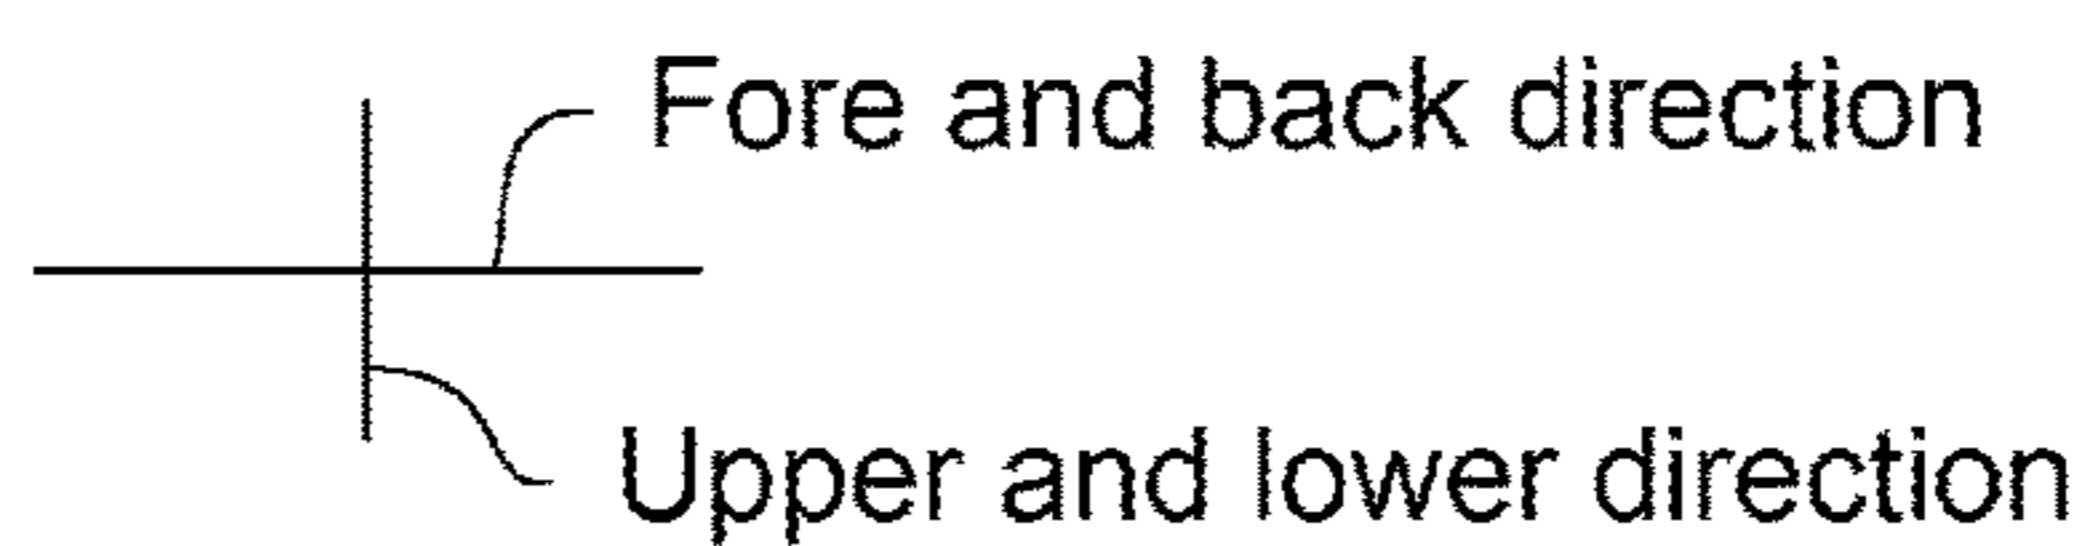 Fore and back direction
Upper and lower direction